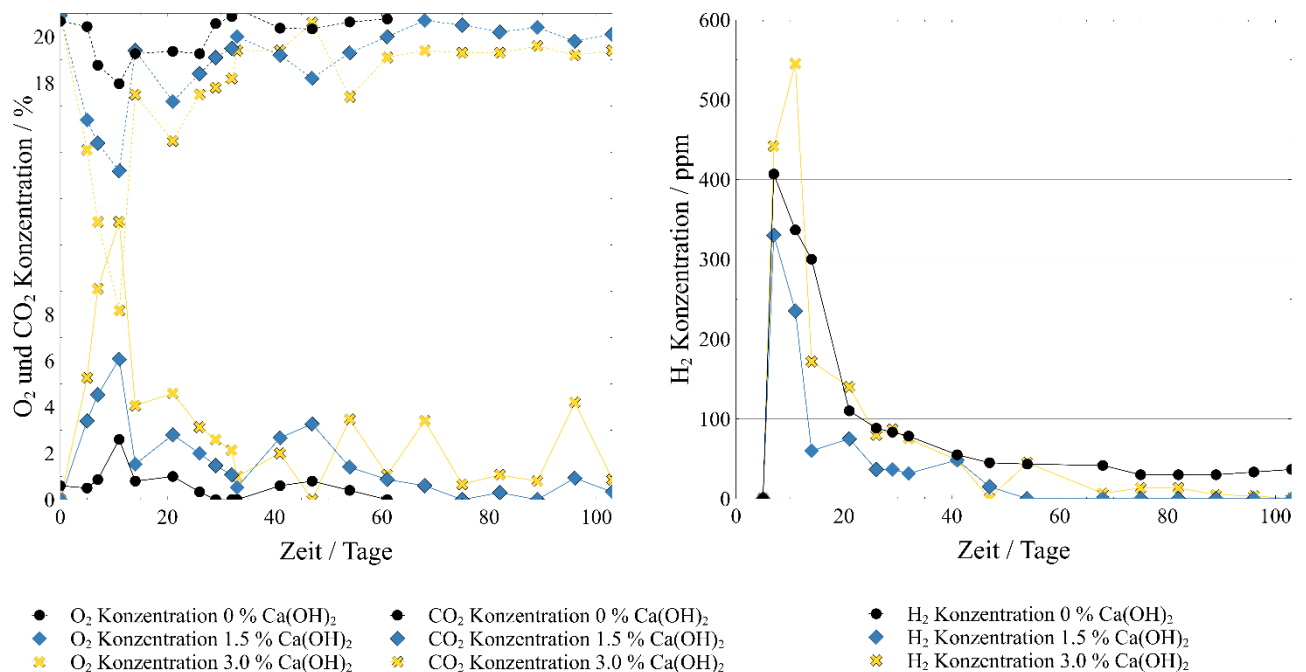 20
18
8
6
4
2
0
O₂ und CO₂ Konzentration / %
0 20 40 60 80 100
Zeit / Tage
600
500
400
300
200
100
0
H₂ Konzentration / ppm
0 20 40 60 80 100
Zeit / Tage
O₂ Konzentration 0 % Ca(OH)₂
O₂ Konzentration 1.5 % Ca(OH)₂
O₂ Konzentration 3.0 % Ca(OH)₂
CO₂ Konzentration 0 % Ca(OH)₂
CO₂ Konzentration 1.5 % Ca(OH)₂
CO₂ Konzentration 3.0 % Ca(OH)₂
H₂ Konzentration 0 % Ca(OH)₂
H₂ Konzentration 1.5 % Ca(OH)₂
H₂ Konzentration 3.0 % Ca(OH)₂